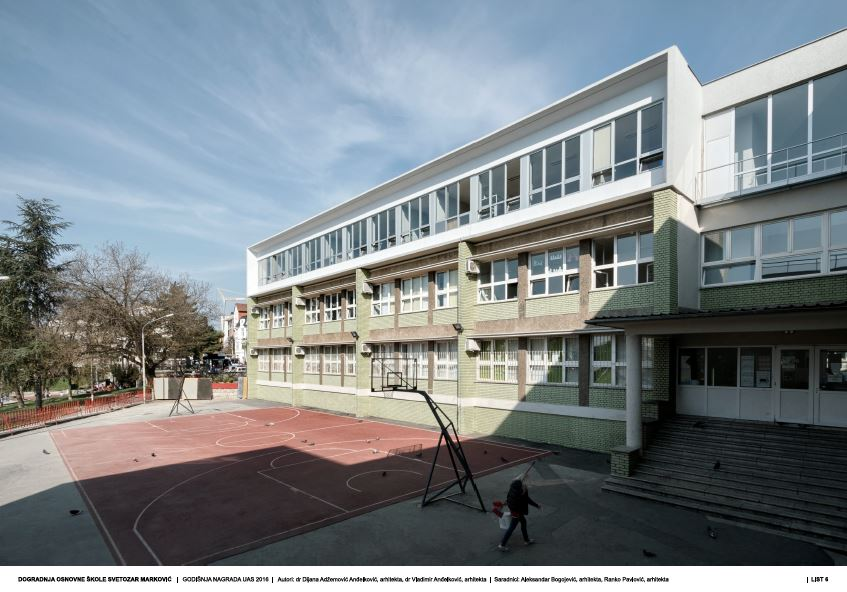 DOGRADNJA OSNOVNE ŠKOLE SVETOZAR MARKOVIĆ | GODIŠNJA NAGRADA UAS 2016 | Autori: dr Dijana Adžemović Anđelković, arhitekta, dr Vladimir Anđelković, arhitekta | Saradnici: Aleksandar Bogojević, arhitekta, Ranko Pavlović, arhitekta | LIST 6